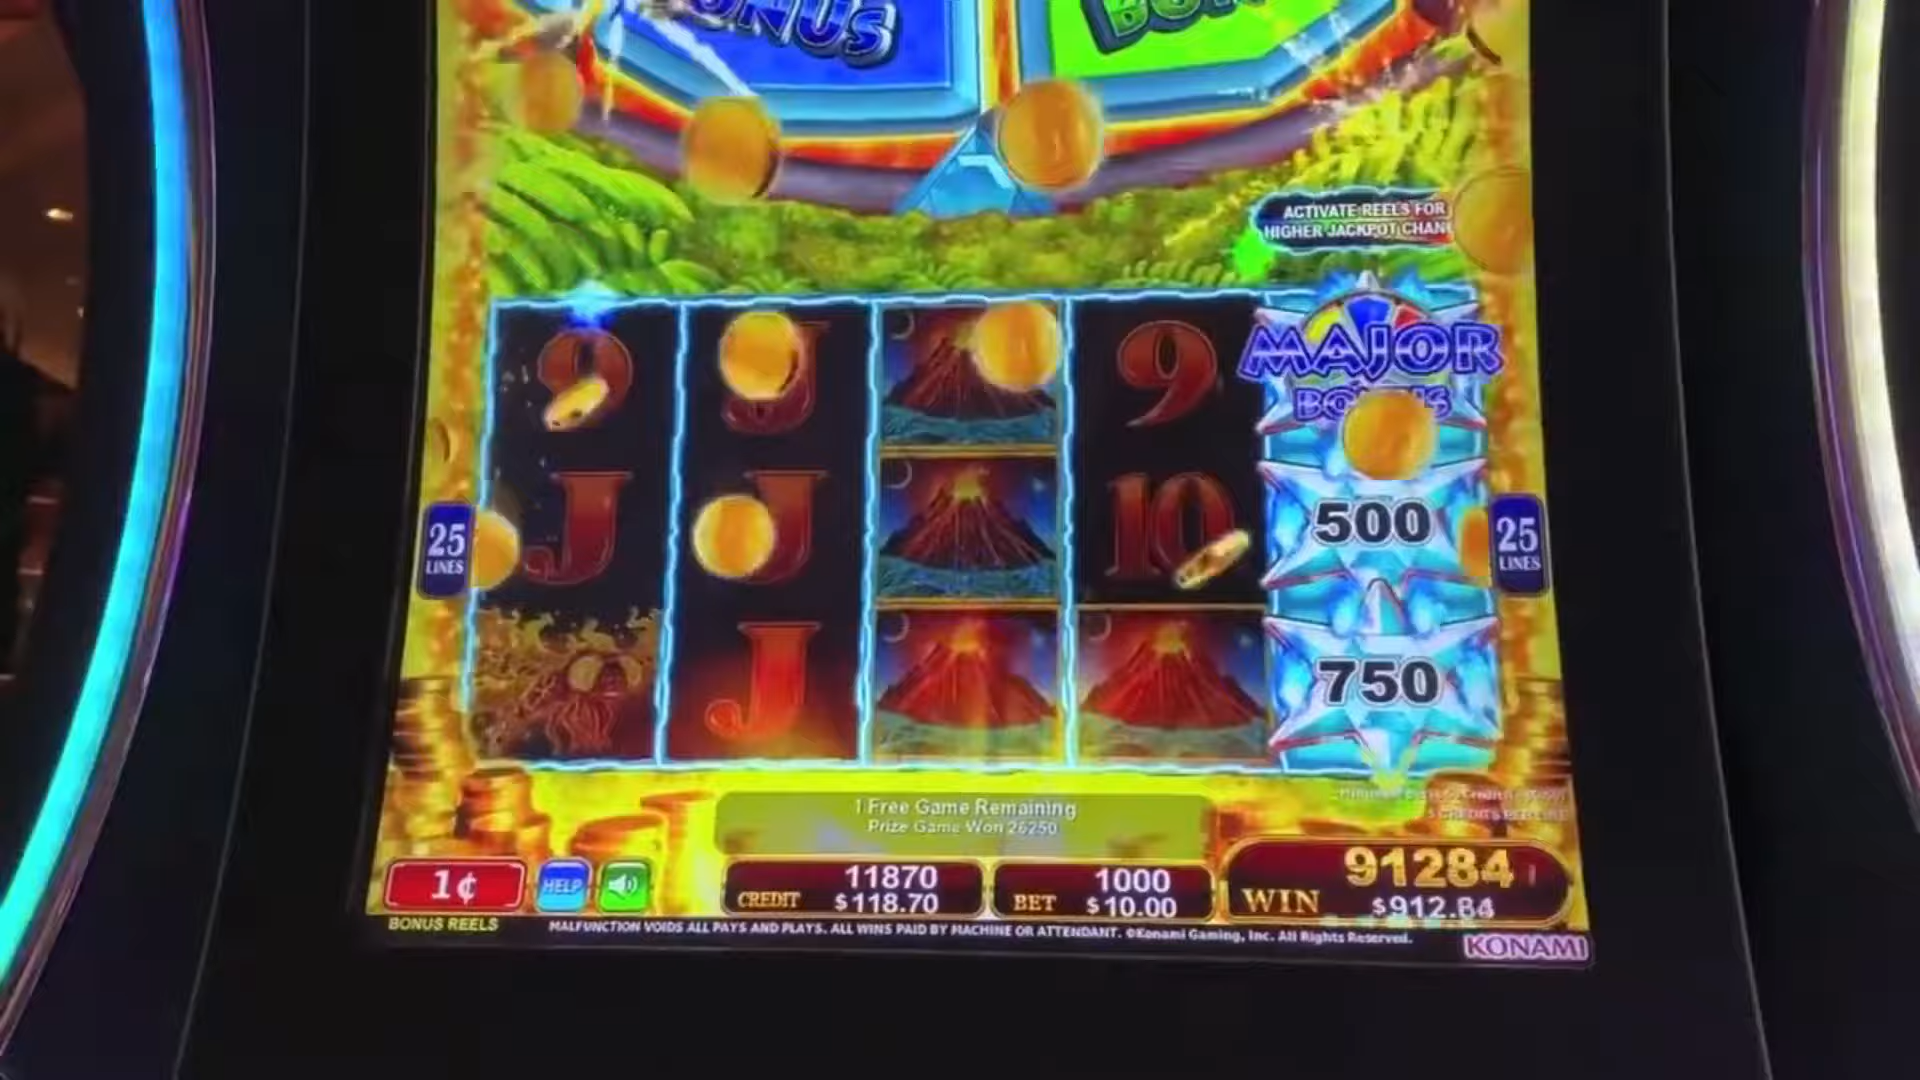 BONUS
ACTIVATE REELS FOR
HIGHER JACKPOT CHAN
9 J 9 MAJOR
BONUS
J J 10 500
J 750
25
LINES
25
LINES
1 Free Game Remaining
Prize Game Won 26250
1¢
HELP
11870
CREDIT $118.70
1000
BET $10.00
91284
WIN $912.84
BONUS REELS
MALFUNCTION VOIDS ALL PAYS AND PLAYS. ALL WINS PAID BY MACHINE OR ATTENDANT. ©Konami Gaming, Inc. All Rights Reserved.
KONAMI